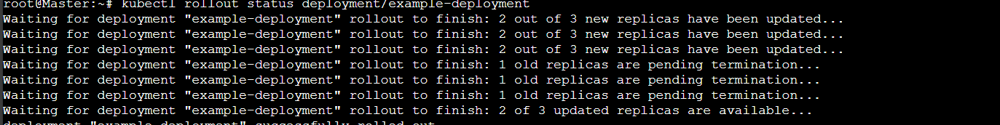 root@Master:~# kubectl rollout status deployment/example-deployment
Waiting for deployment "example-deployment" rollout to finish: 2 out of 3 new replicas have been updated...
Waiting for deployment "example-deployment" rollout to finish: 2 out of 3 new replicas have been updated...
Waiting for deployment "example-deployment" rollout to finish: 2 out of 3 new replicas have been updated...
Waiting for deployment "example-deployment" rollout to finish: 1 old replicas are pending termination...
Waiting for deployment "example-deployment" rollout to finish: 1 old replicas are pending termination...
Waiting for deployment "example-deployment" rollout to finish: 1 old replicas are pending termination...
Waiting for deployment "example-deployment" rollout to finish: 2 of 3 updated replicas are available...
deployment "example-deployment" successfully rolled out